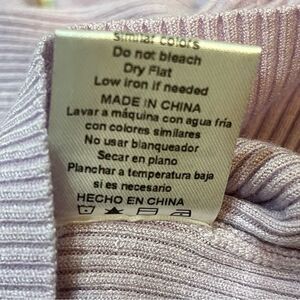 similar colors
Do not bleach
Dry Flat
Low iron if needed
MADE IN CHINA
Lavar a máquina con agua fría
con colores similares
No usar blanqueador
Secar en plano
Planchar a temperatura baja
si es necesario
HECHO EN CHINA